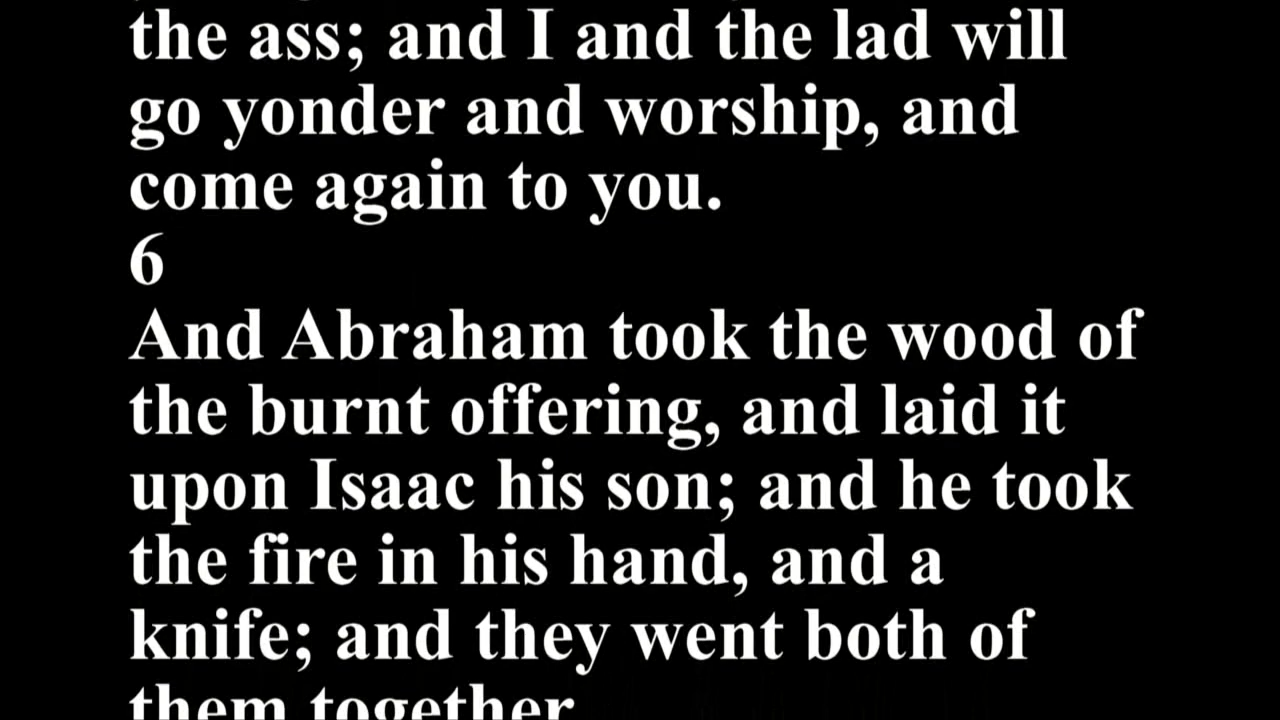 the ass; and I and the lad will
go yonder and worship, and
come again to you.
6
And Abraham took the wood of
the burnt offering, and laid it
upon Isaac his son; and he took
the fire in his hand, and a
knife; and they went both of
them together